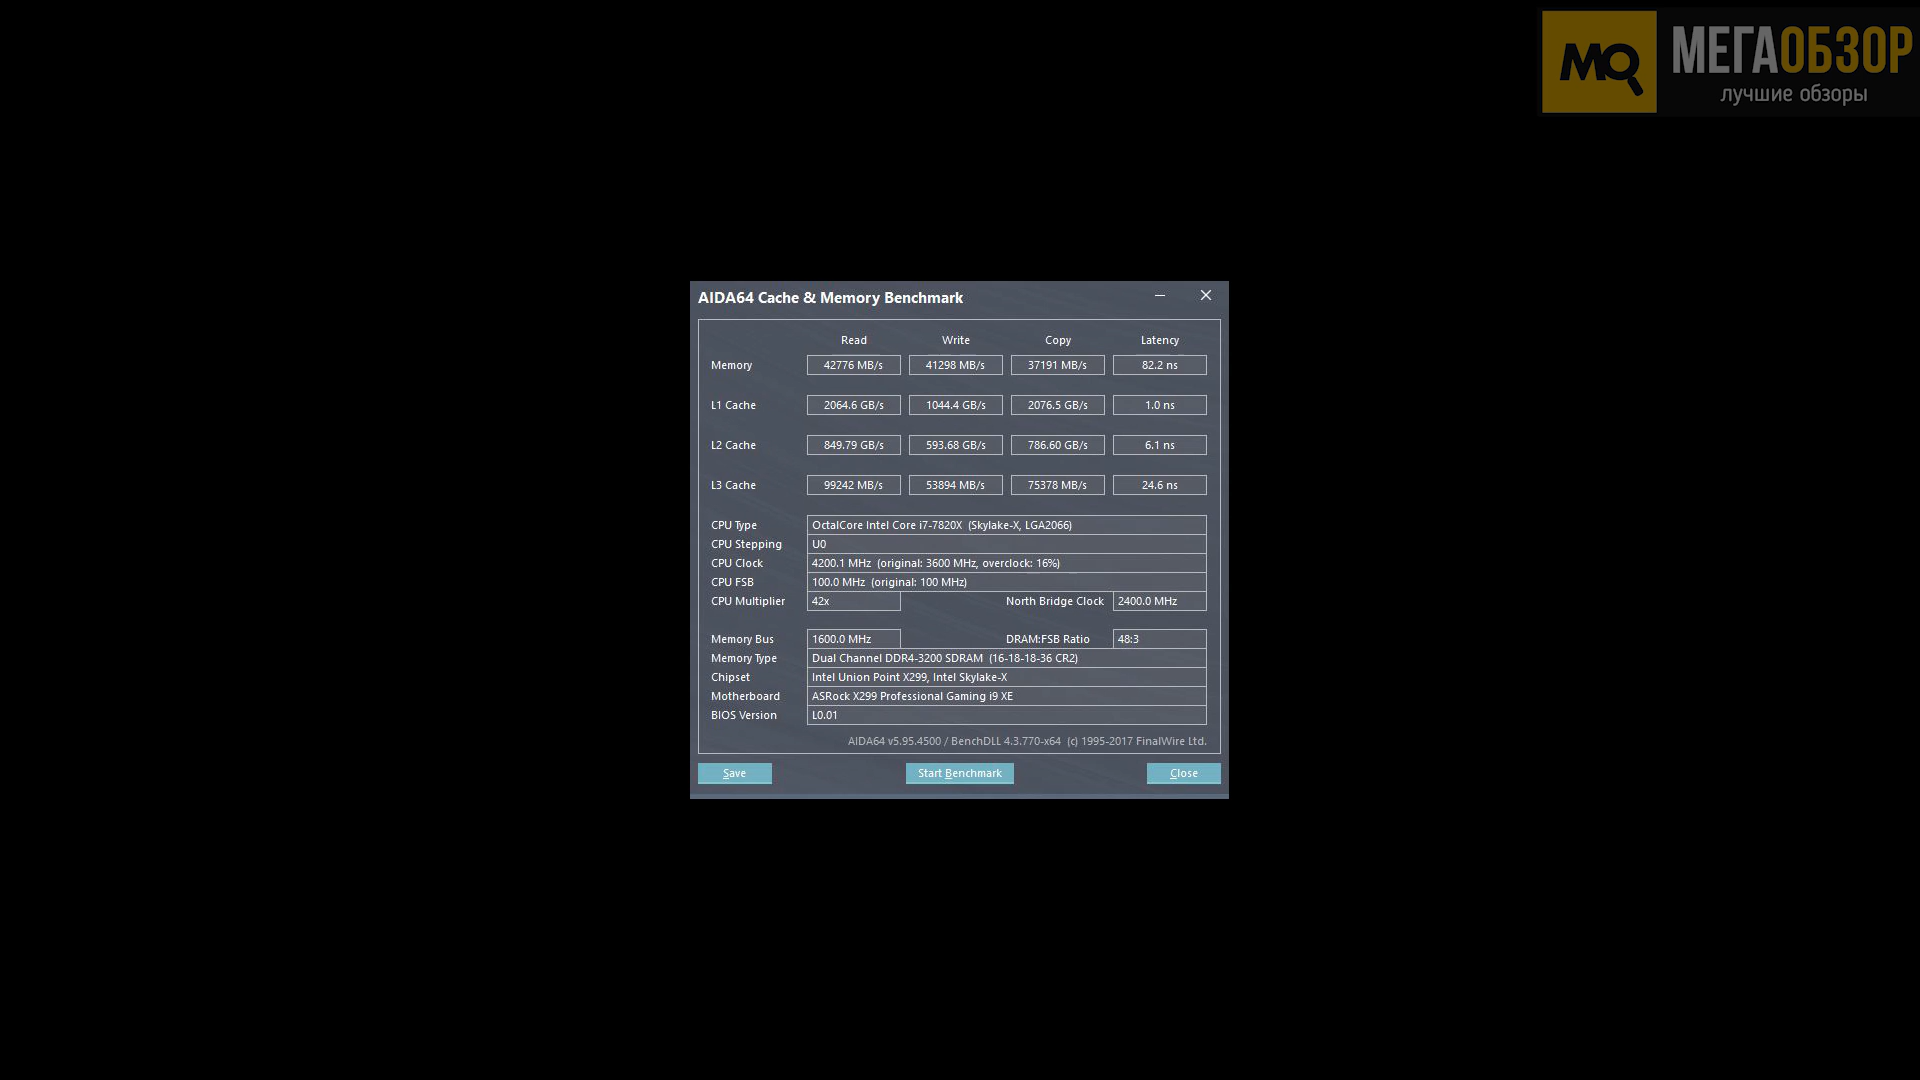 МЕГАОБЗОР
лучшие обзоры
AIDA64 Cache & Memory Benchmark
Read Write Copy Latency
Memory 42776 MB/s 41298 MB/s 37191 MB/s 82.2 ns
L1 Cache 2064.6 GB/s 1044.4 GB/s 2076.5 GB/s 1.0 ns
L2 Cache 849.79 GB/s 593.68 GB/s 786.60 GB/s 6.1 ns
L3 Cache 99242 MB/s 53894 MB/s 75378 MB/s 24.6 ns
CPU Type OctalCore Intel Core i7-7820X (Skylake-X, LGA2066)
CPU Stepping U0
CPU Clock 4200.1 MHz (original: 3600 MHz, overclock: 16%)
CPU FSB 100.0 MHz (original: 100 MHz)
CPU Multiplier 42x North Bridge Clock 2400.0 MHz
Memory Bus 1600.0 MHz DRAM:FSB Ratio 48:3
Memory Type Dual Channel DDR4-3200 SDRAM (16-18-18-36 CR2)
Chipset Intel Union Point X299, Intel Skylake-X
Motherboard ASRock X299 Professional Gaming i9 XE
BIOS Version L0.01
AIDA64 v5.95.4500 / BenchDLL 4.3.770-x64 (c) 1995-2017 FinalWire Ltd.
Save Start Benchmark Close